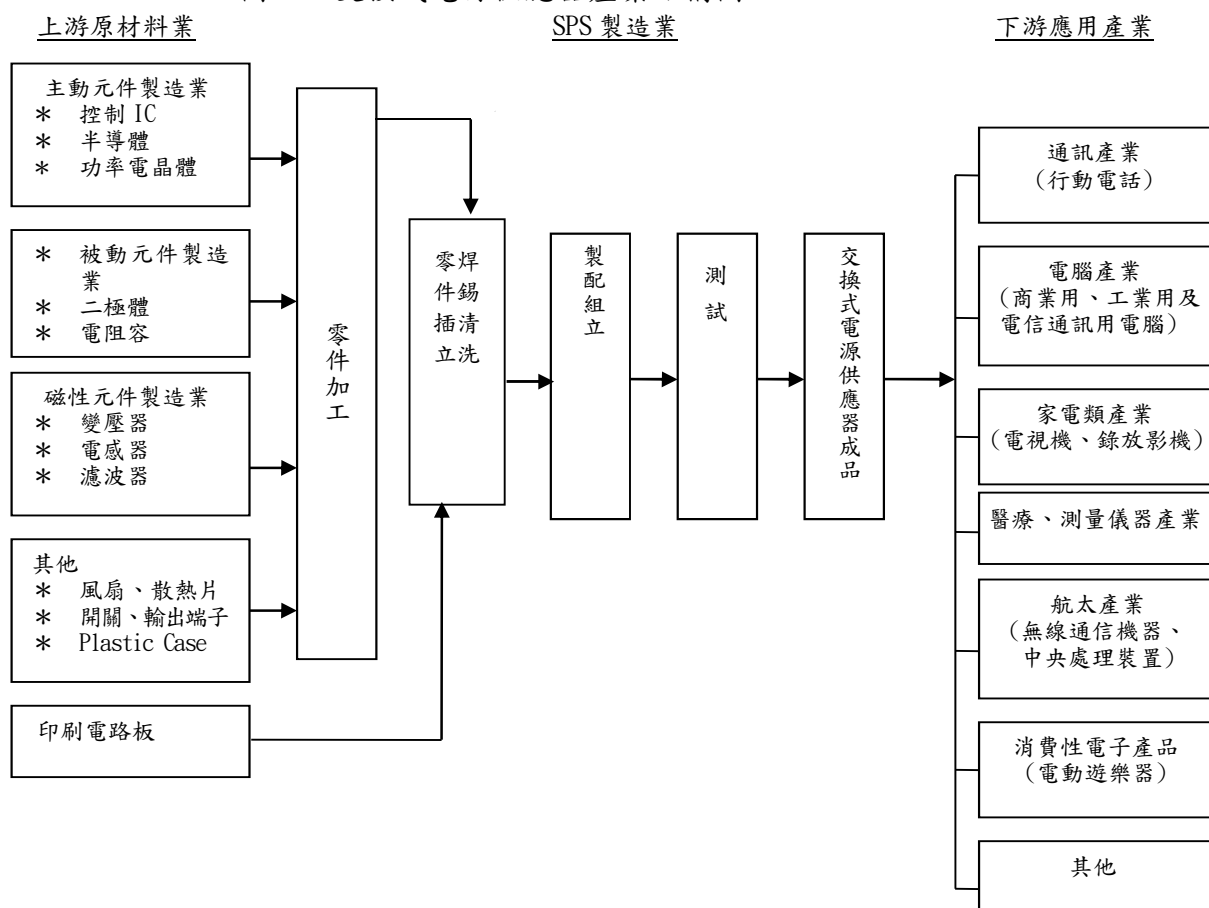 上游原材料業
SPS 製造業
下游應用產業
主動元件製造業
* 控制 IC
* 半導體
* 功率電晶體
* 被動元件製造
業
* 二極體
* 電阻容
磁性元件製造業
* 變壓器
* 電感器
* 濾波器
其他
* 風扇、散熱片
* 開關、輸出端子
* Plastic Case
印刷電路板
零件加工
零件插立
焊錫清洗
製配組立
測試
交換式電源供應器成品
通訊產業
(行動電話)
電腦產業
(商業用、工業用及
電信通訊用電腦)
家電類產業
(電視機、錄放影機)
醫療、測量儀器產業
航太產業
(無線通信機器、
中央處理裝置)
消費性電子產品
(電動遊樂器)
其他